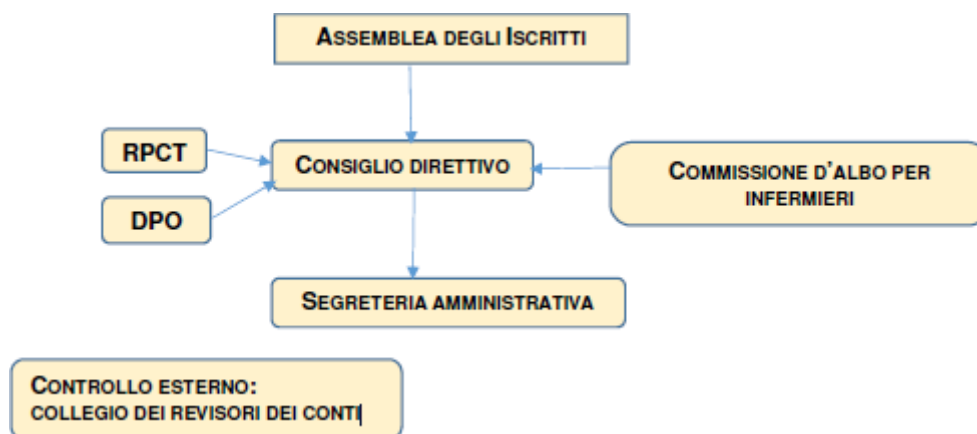 ASSEMBLEA DEGLI ISCRITTI
RPCT
CONSIGLIO DIRETTIVO
COMMISSIONE D'ALBO PER
INFERMIERI
DPO
SEGRETERIA AMMINISTRATIVA
CONTROLLO ESTERNO:
COLLEGIO DEI REVISORI DEI CONTI